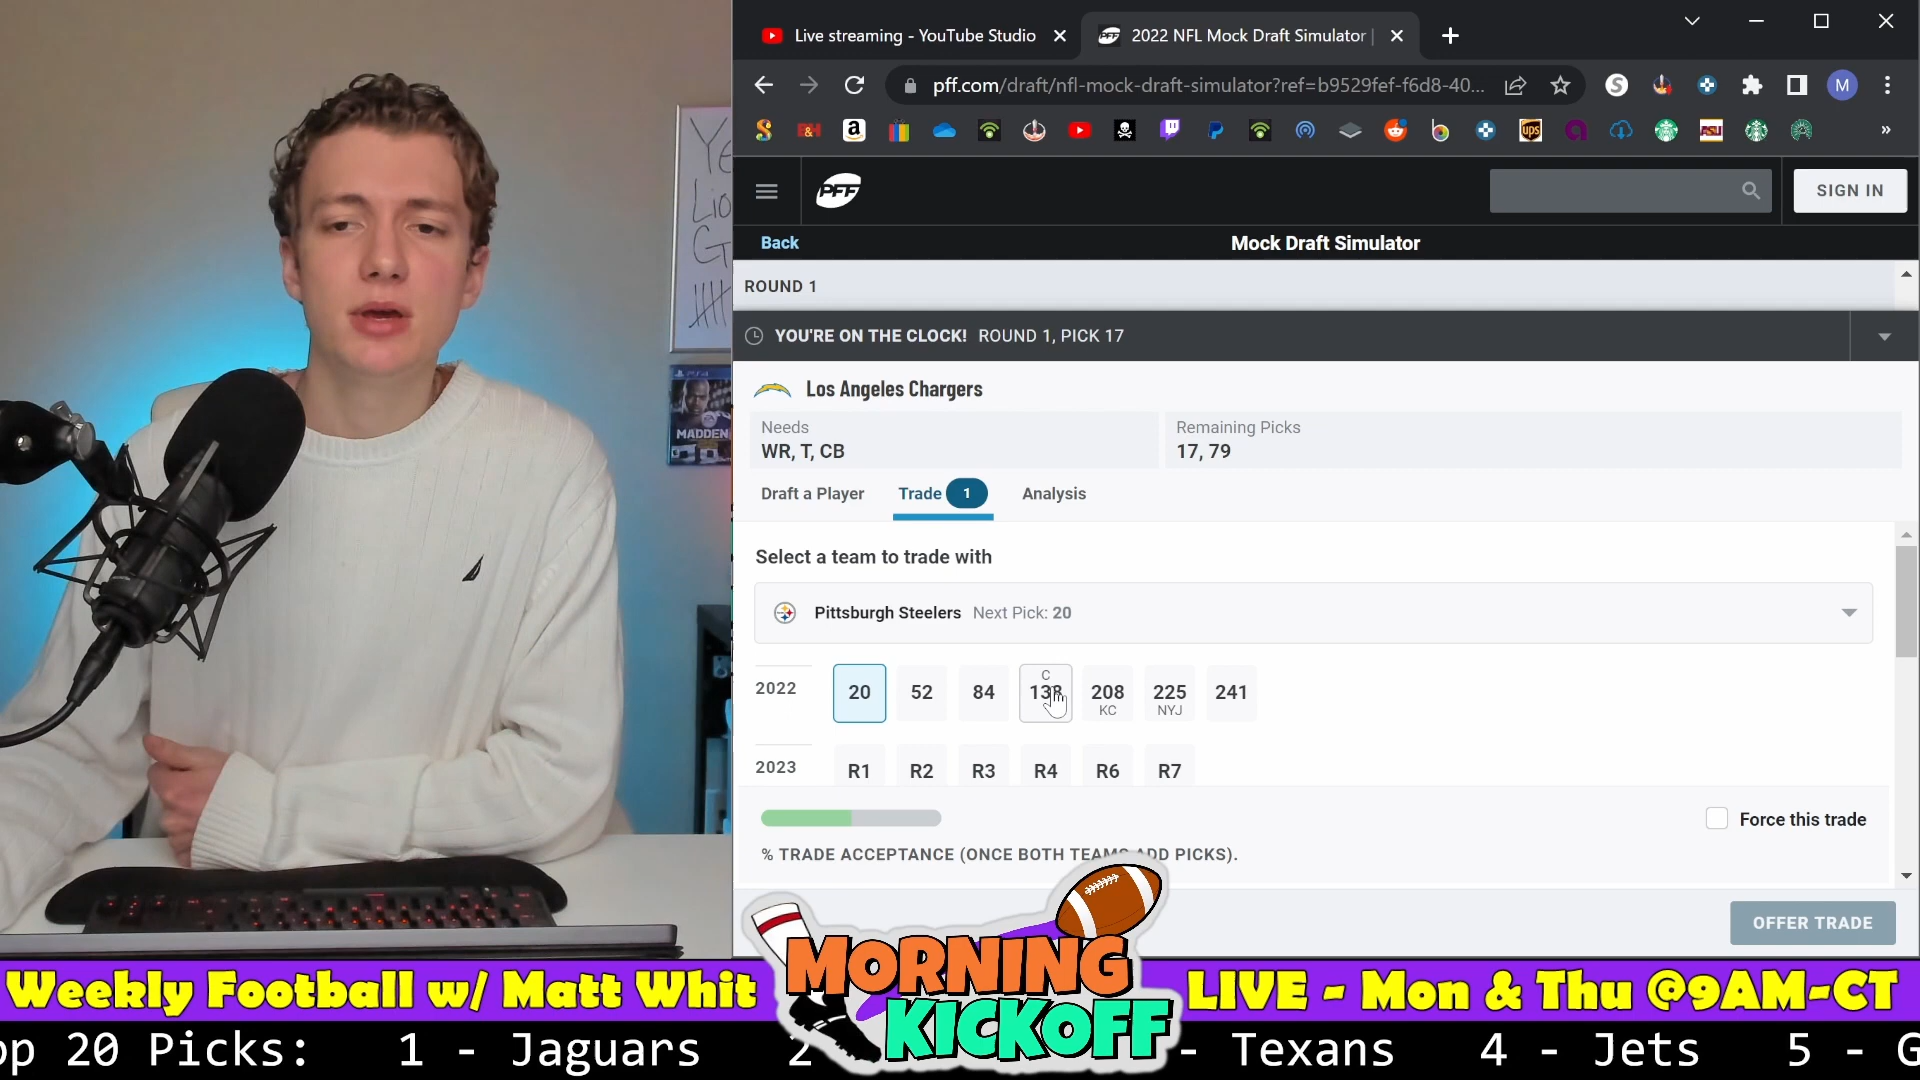 Live streaming - YouTube Studio
2022 NFL Mock Draft Simulator |
pff.com/draft/nfl-mock-draft-simulator?ref=b9529fef-f6d8-40...
M
PFF
SIGN IN
Back
Mock Draft Simulator
ROUND 1
YOU'RE ON THE CLOCK! ROUND 1, PICK 17
Los Angeles Chargers
Needs
WR, T, CB
Remaining Picks
17, 79
Draft a Player
Trade 1
Analysis
Select a team to trade with
Pittsburgh Steelers Next Pick: 20
2022 20 52 84 C 138 208 KC 225 NYJ 241
2023 R1 R2 R3 R4 R6 R7
Force this trade
% TRADE ACCEPTANCE (ONCE BOTH TEAMS ADD PICKS).
OFFER TRADE
MADDEN
Weekly Football w/ Matt Whit
MORNING
KICKOFF
LIVE - Mon & Thu @9AM-CT
op 20 Picks: 1 - Jaguars 2 - Texans 4 - Jets 5 - G